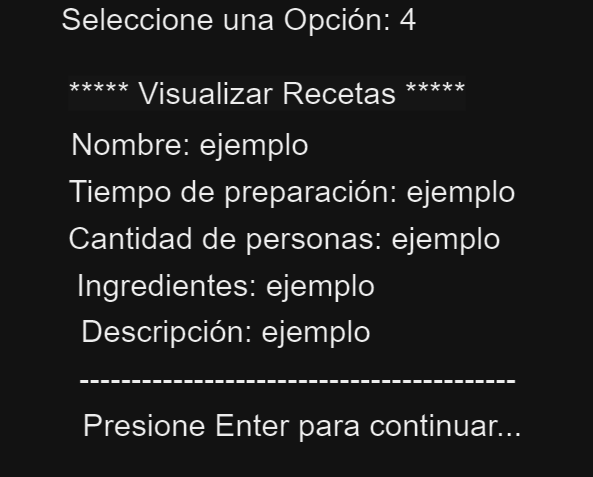 Seleccione una Opción: 4
***** Visualizar Recetas *****
Nombre: ejemplo
Tiempo de preparación: ejemplo
Cantidad de personas: ejemplo
Ingredientes: ejemplo
Descripción: ejemplo
------------------------------------------
Presione Enter para continuar...